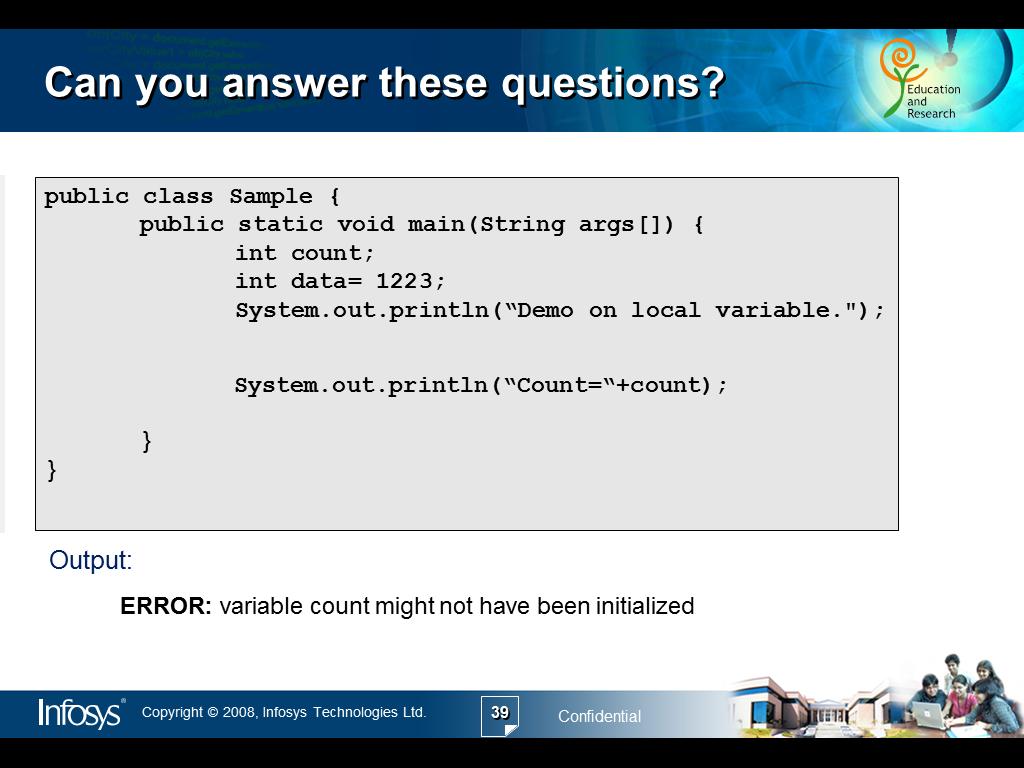 Can you answer these questions?
Education
and
Research
public class Sample {
public static void main(String args[]) {
int count;
int data= 1223;
System.out.println(“Demo on local variable.");
System.out.println(“Count=“+count);
}
}
Output:
ERROR: variable count might not have been initialized
Infosys®
Copyright © 2008, Infosys Technologies Ltd.
39
Confidential